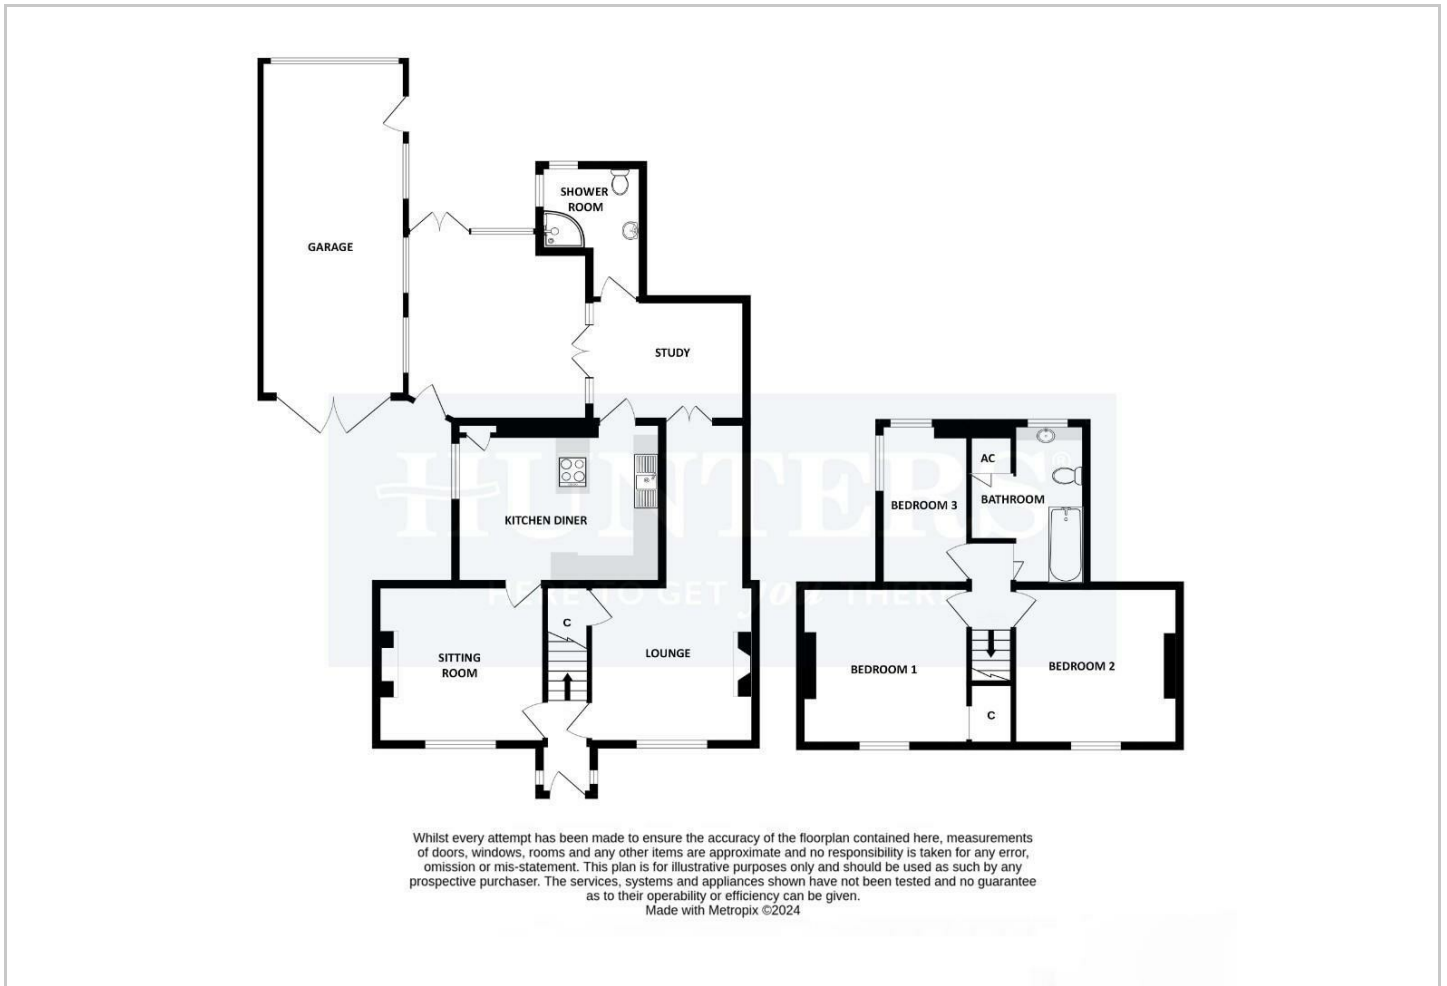 GARAGE
SHOWER
ROOM
STUDY
KITCHEN DINER
SITTING
ROOM
C
LOUNGE
AC
BATHROOM
BEDROOM 3
BEDROOM 1
BEDROOM 2
C
HUNTERS®
HERE TO GET you THERE
Whilst every attempt has been made to ensure the accuracy of the floorplan contained here, measurements
of doors, windows, rooms and any other items are approximate and no responsibility is taken for any error,
omission or mis-statement. This plan is for illustrative purposes only and should be used as such by any
prospective purchaser. The services, systems and appliances shown have not been tested and no guarantee
as to their operability or efficiency can be given.
Made with Metropix ©2024